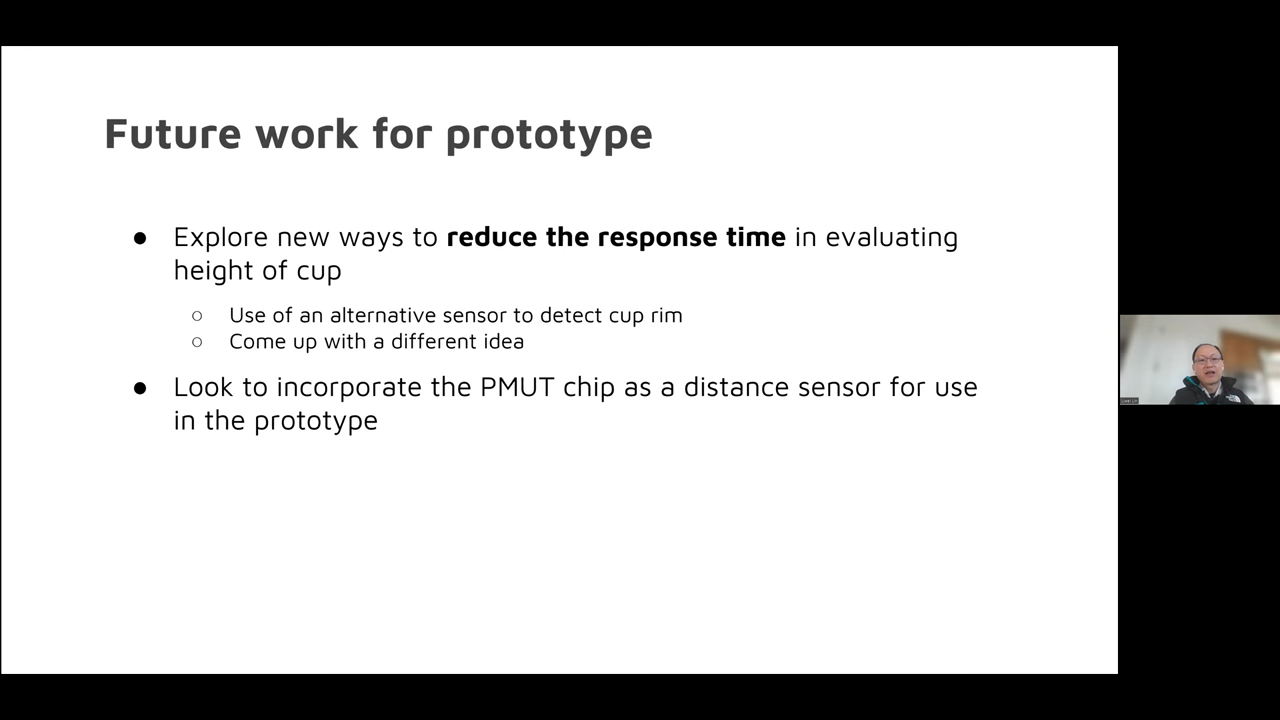 Future work for prototype
● Explore new ways to reduce the response time in evaluating
height of cup
○ Use of an alternative sensor to detect cup rim
○ Come up with a different idea
● Look to incorporate the PMUT chip as a distance sensor for use
in the prototype